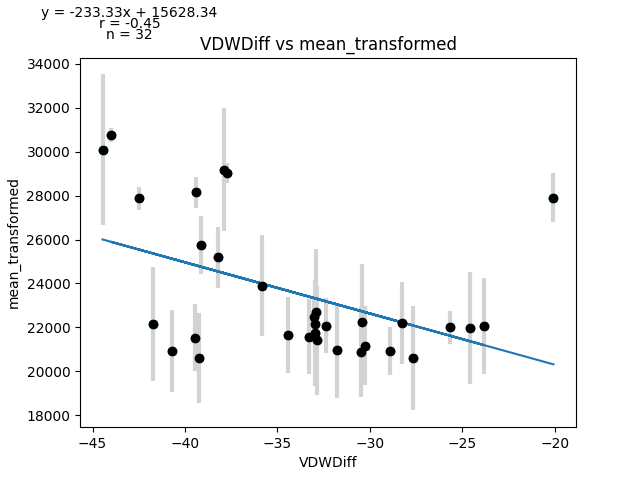 y = -233.33x + 15628.34
r = -0.45
n = 32
VDWDiff vs mean_transformed
34000
32000
30000
28000
26000
24000
22000
20000
18000
mean_transformed
−45
−40
−35
−30
−25
−20
VDWDiff